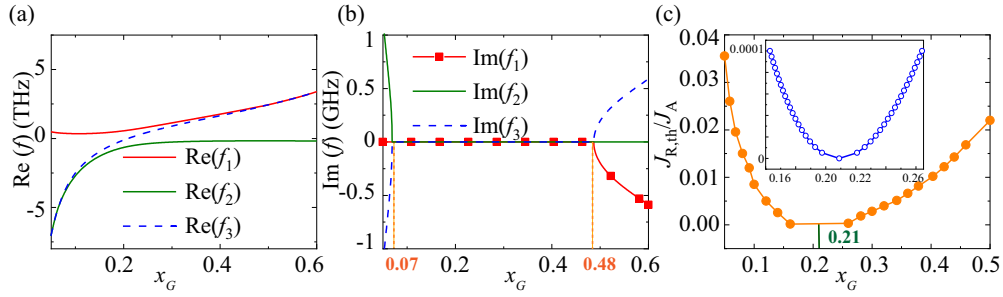 (a)
Re (f) (THz)
5
0
-5
Re(f1)
Re(f2)
Re(f3)
0.2
0.4
0.6
xG
(b)
Im (f) (GHz)
1
0.5
0
-0.5
-1
Im(f1)
Im(f2)
Im(f3)
0.07
0.2
0.4
0.48
0.6
xG
(c)
JR,th/JA
0.04
0.03
0.02
0.01
0.00
0.0001
0
0.16
0.20
0.26
0.21
0.1
0.2
0.3
0.4
0.5
xG